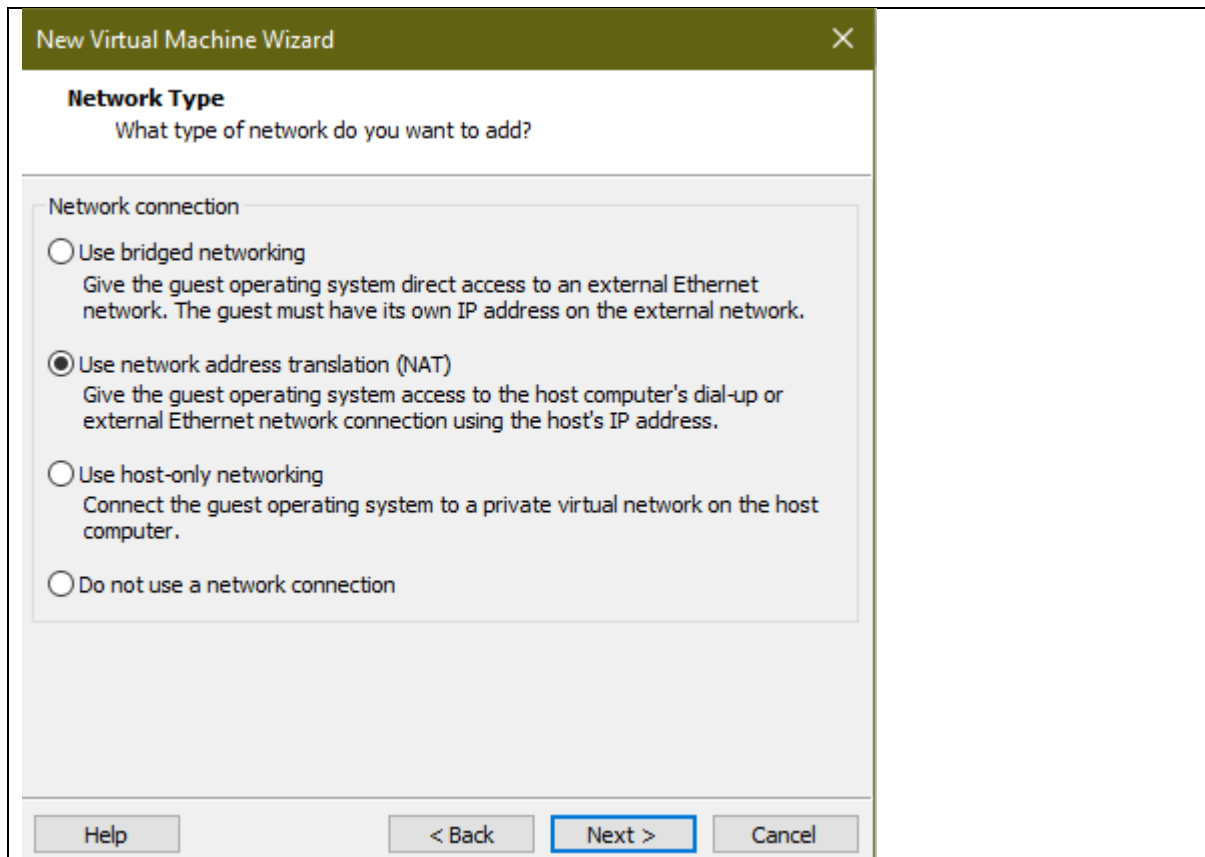 New Virtual Machine Wizard
Network Type
What type of network do you want to add?
Network connection
Use bridged networking
Give the guest operating system direct access to an external Ethernet
network. The guest must have its own IP address on the external network.
Use network address translation (NAT)
Give the guest operating system access to the host computer's dial-up or
external Ethernet network connection using the host's IP address.
Use host-only networking
Connect the guest operating system to a private virtual network on the host
computer.
Do not use a network connection
Help < Back Next > Cancel